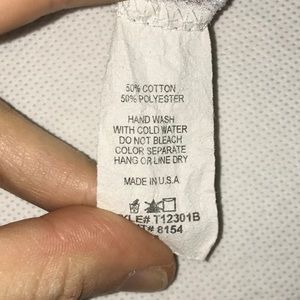 50% COTTON
50% POLYESTER
HAND WASH
WITH COLD WATER
DO NOT BLEACH
COLOR SEPARATE
HANG OR LINE DRY
MADE IN U.S.A.
T12301B
8154